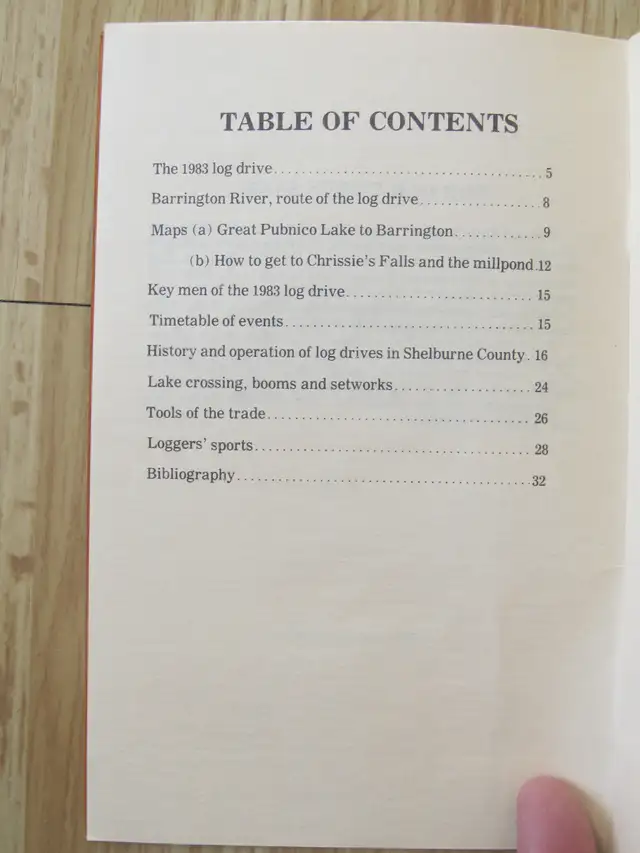 TABLE OF CONTENTS
The 1983 log drive........................................5
Barrington River, route of the log drive..................8
Maps (a) Great Pubnico Lake to Barrington.............9
(b) How to get to Chrissie's Falls and the millpond.12
Key men of the 1983 log drive...........................15
Timetable of events....................................15
History and operation of log drives in Shelburne County.16
Lake crossing, booms and setworks....................24
Tools of the trade.......................................26
Loggers' sports........................................28
Bibliography...........................................32